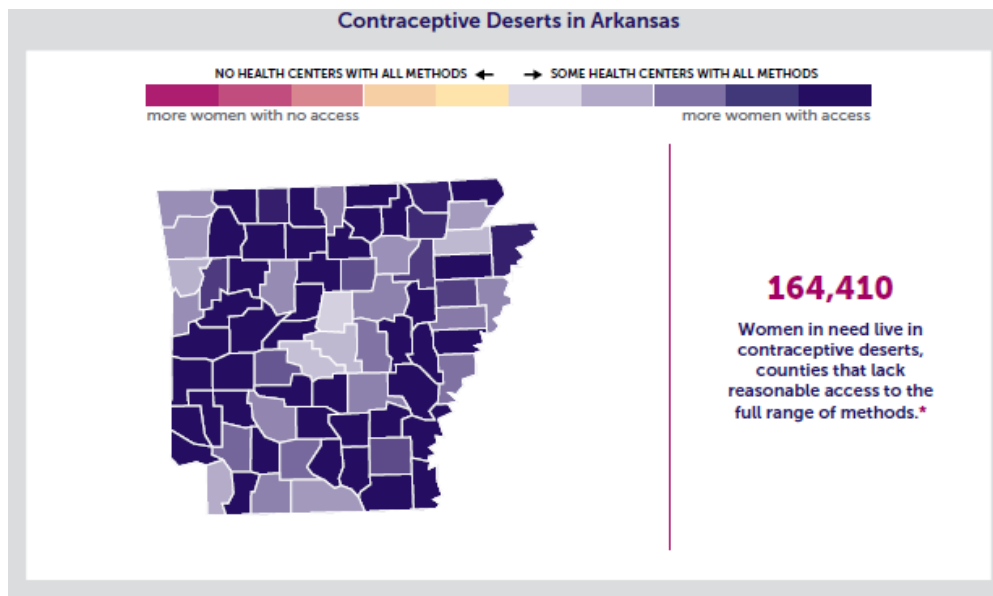 Contraceptive Deserts in Arkansas
NO HEALTH CENTERS WITH ALL METHODS ← → SOME HEALTH CENTERS WITH ALL METHODS
more women with no access more women with access
164,410
Women in need live in
contraceptive deserts,
counties that lack
reasonable access to the
full range of methods.*